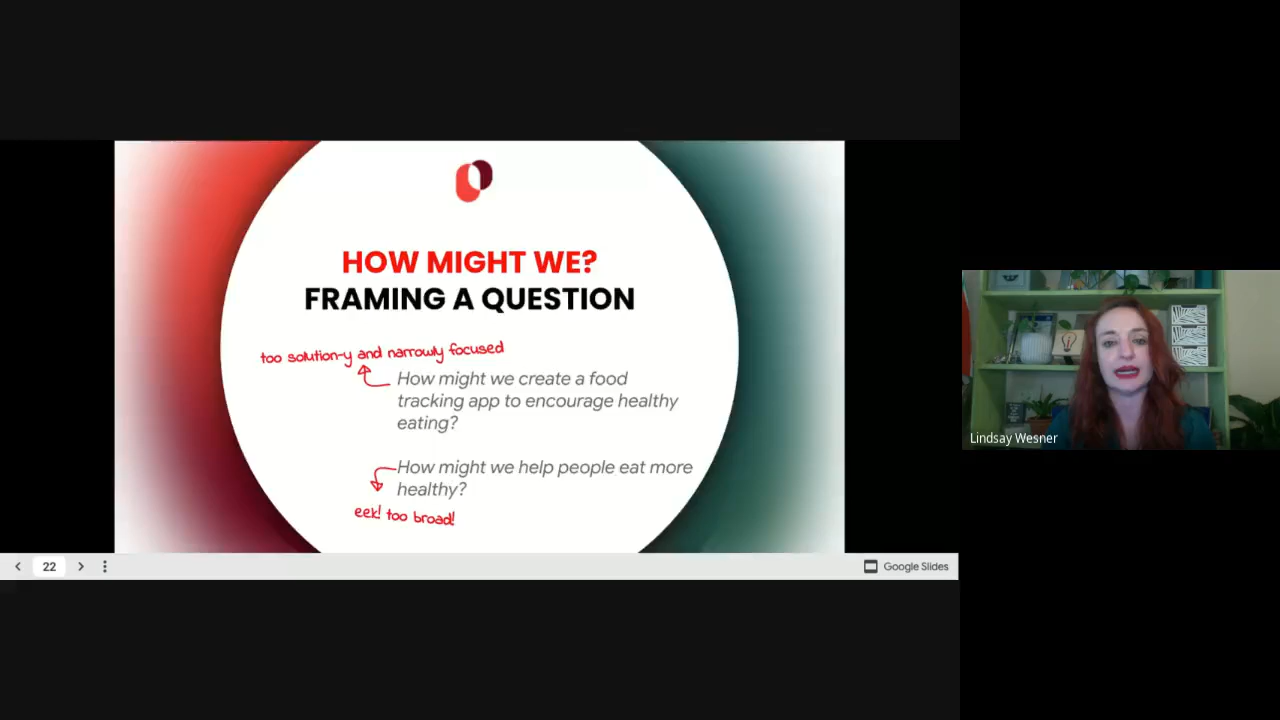 HOW MIGHT WE?
FRAMING A QUESTION
too solution-y and narrowly focused
How might we create a food
tracking app to encourage healthy
eating?
How might we help people eat more
healthy?
eek! too broad!
22
Google Slides
Lindsay Wesner